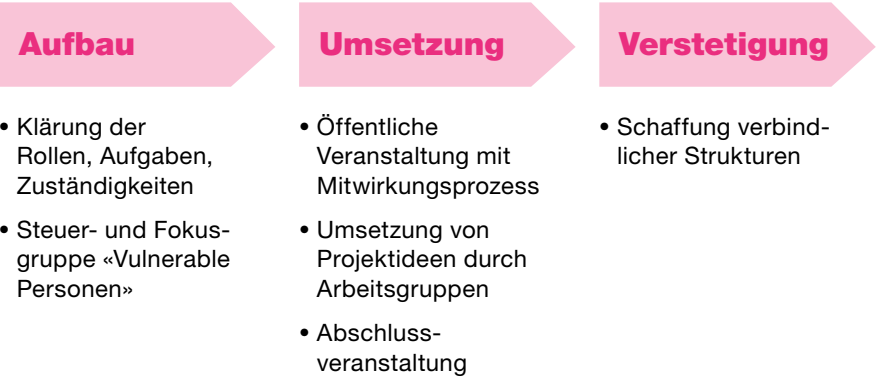 Aufbau
• Klärung der
Rollen, Aufgaben,
Zuständigkeiten
• Steuer- und Fokus-
gruppe «Vulnerable
Personen»
Umsetzung
• Öffentliche
Veranstaltung mit
Mitwirkungsprozess
• Umsetzung von
Projektideen durch
Arbeitsgruppen
• Abschluss-
veranstaltung
Verstetigung
• Schaffung verbind-
licher Strukturen